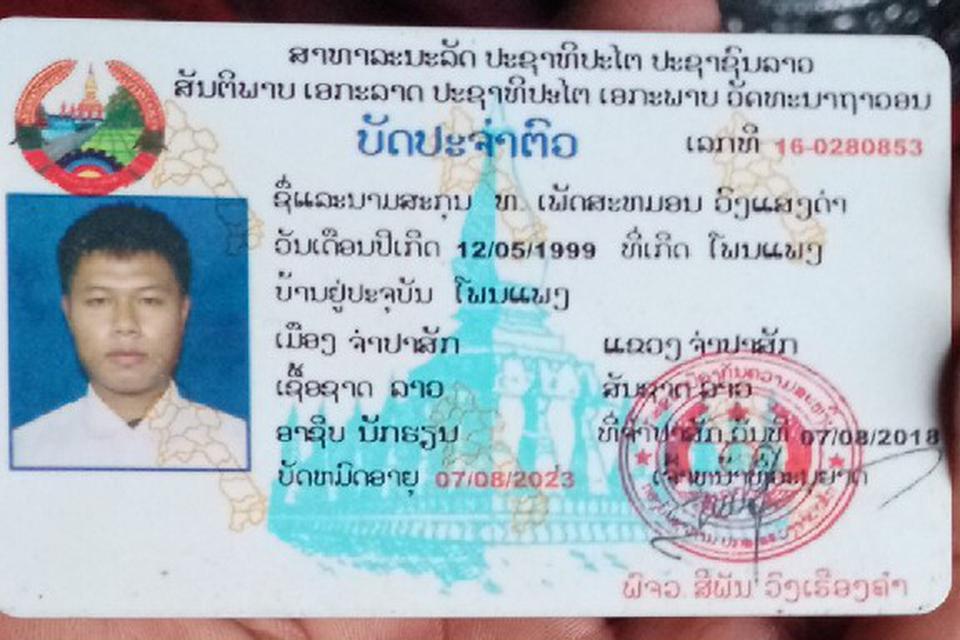 ສາທາລະນະລັດ ປະຊາທິປະໄຕ ປະຊາຊົນລາວ
ສັນຕິພາບ ເອກະລາດ ປະຊາທິປະໄຕ ເອກະພາບ ວັດທະນາຖາວອນ
ບັດປະຈຳຕົວ ເລກທີ 16-0280853
ຊື່ແລະນາມສະກຸນ ທ. ເພັດສະຫມອນ ວົງແສງຄຳ
ວັນເດືອນປີເກີດ 12/05/1999 ທີ່ເກີດ ໂພນແພງ
ບ້ານຢູ່ປະຈຸບັນ ໂພນແພງ
ເມືອງ ຈຳປາສັກ ແຂວງ ຈຳປາສັກ
ເຊື້ອຊາດ ລາວ ສັນຊາດ ລາວ
ອາຊີບ ນັກຮຽນ ທີ່ຈຳປາສັກ ວັນທີ 07/08/2018
ບັດຫມົດອາຍຸ 07/08/2023
ພົຈວ ສີພັນ ວົງເຮືອງຄຳ